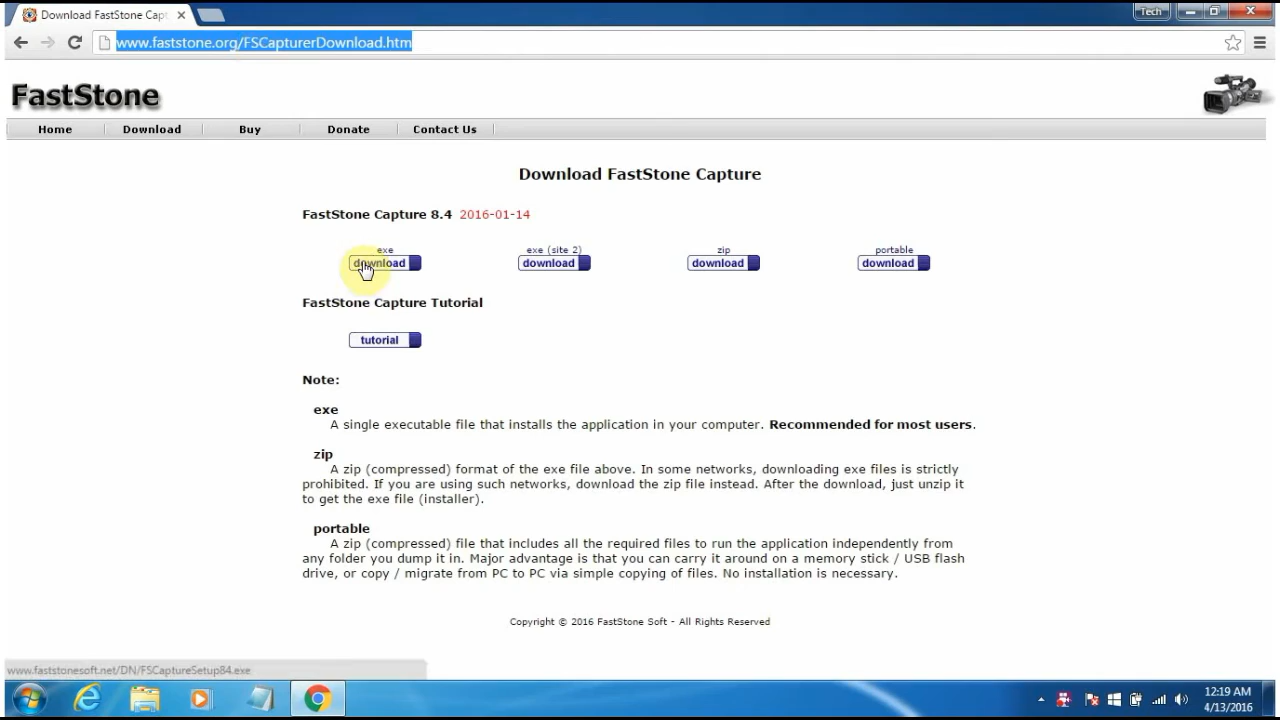 Download FastStone Capt
Tech
www.faststone.org/FSCapturerDownload.htm
FastStone
Home Download Buy Donate Contact Us
Download FastStone Capture
FastStone Capture 8.4 2016-01-14
exe exe (site 2) zip portable
download download download download
FastStone Capture Tutorial
tutorial
Note:
exe
A single executable file that installs the application in your computer. Recommended for most users.
zip
A zip (compressed) format of the exe file above. In some networks, downloading exe files is strictly
prohibited. If you are using such networks, download the zip file instead. After the download, just unzip it
to get the exe file (installer).
portable
A zip (compressed) file that includes all the required files to run the application independently from
any folder you dump it in. Major advantage is that you can carry it around on a memory stick / USB flash
drive, or copy / migrate from PC to PC via simple copying of files. No installation is necessary.
Copyright © 2016 FastStone Soft - All Rights Reserved
www.faststonesoft.net/DN/FSCaptureSetup84.exe
12:19 AM
4/13/2016